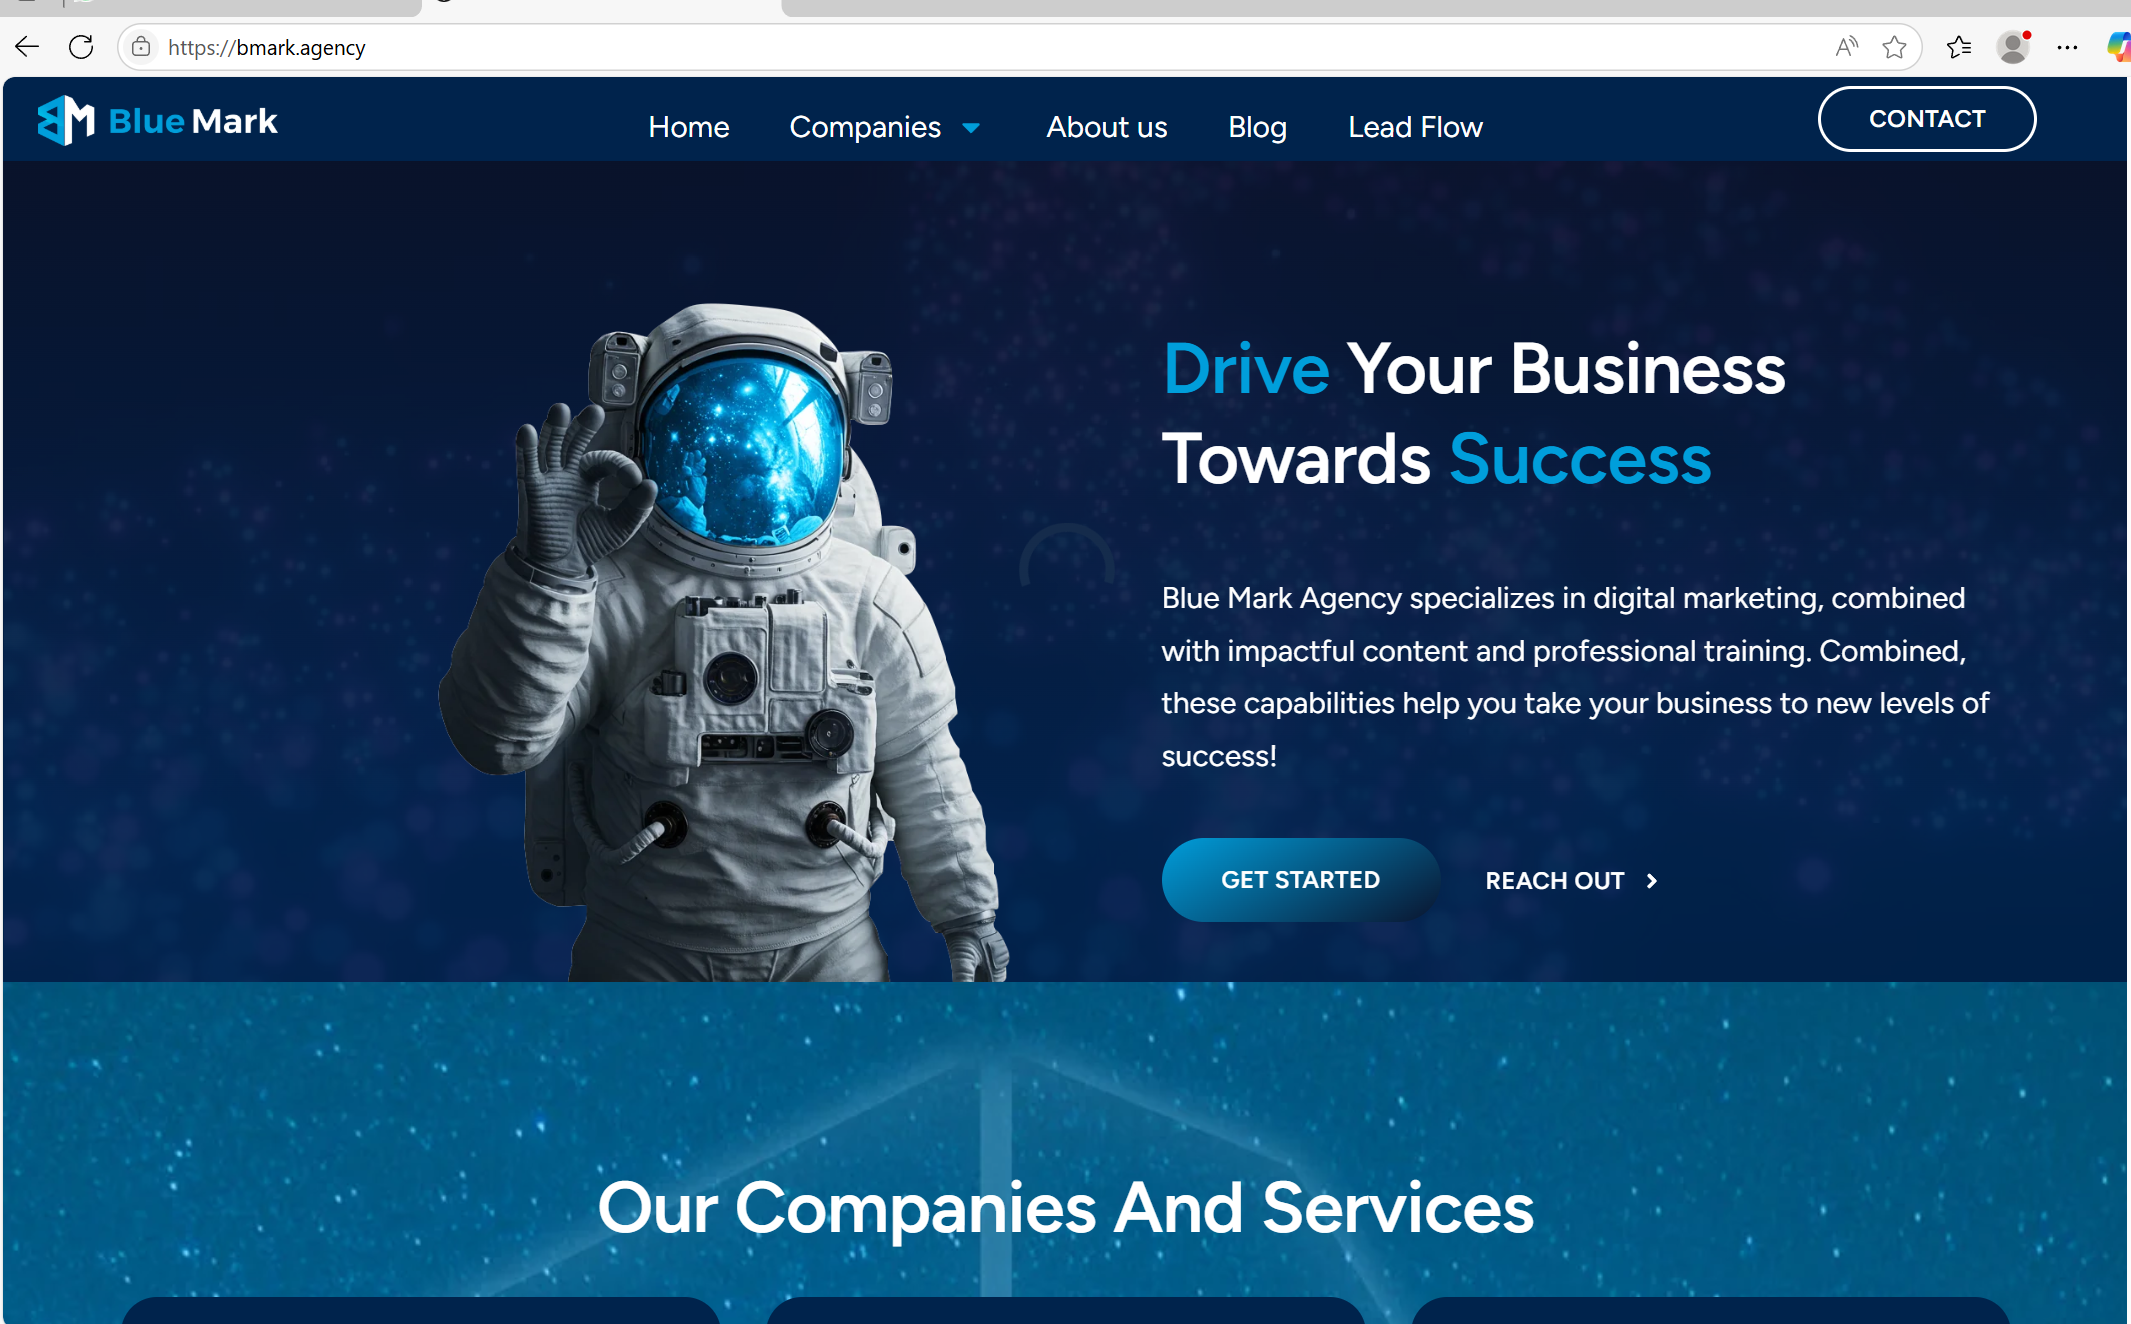 https://bmark.agency
Blue Mark
Home
Companies
About us
Blog
Lead Flow
CONTACT
Drive Your Business
Towards Success
Blue Mark Agency specializes in digital marketing, combined
with impactful content and professional training. Combined,
these capabilities help you take your business to new levels of
success!
GET STARTED
REACH OUT
Our Companies And Services